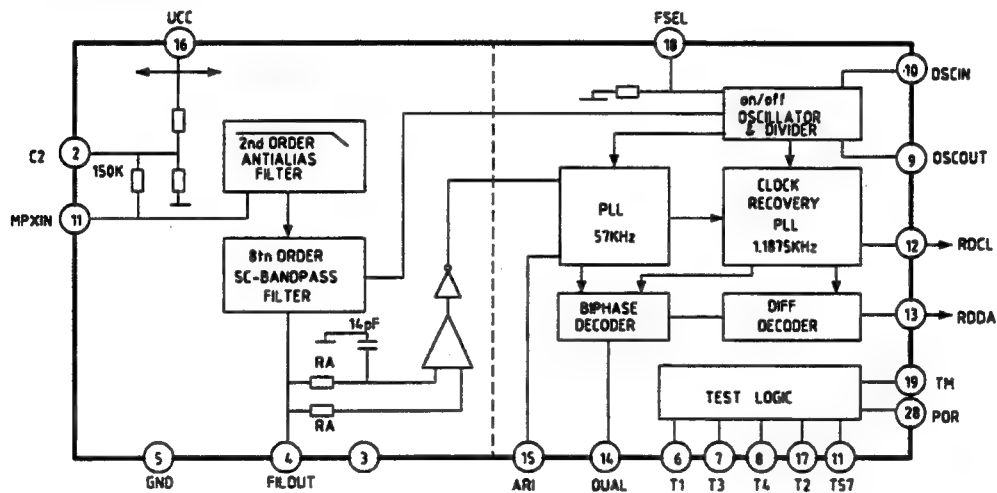 UCC
16
FSEL
18
10
OSCIN
on/off
OSCILLATOR
& DIVIDER
2nd ORDER
ANTIALIAS
FILTER
C2
2
150K
9
OSCOUT
MPXIN
11
PLL
57KHz
CLOCK
RECOVERY
PLL
1.1875KHz
12
RDCL
8tn ORDER
SC-BANDPASS
FILTER
14pF
BIPHASE
DECODER
DIFF
DECODER
13
RDDA
RA
RA
TEST LOGIC
19
TM
20
POR
5
GND
4
FILOUT
3
15
ARI
14
QUAL
6
T1
7
T3
8
T4
17
T2
11
T57